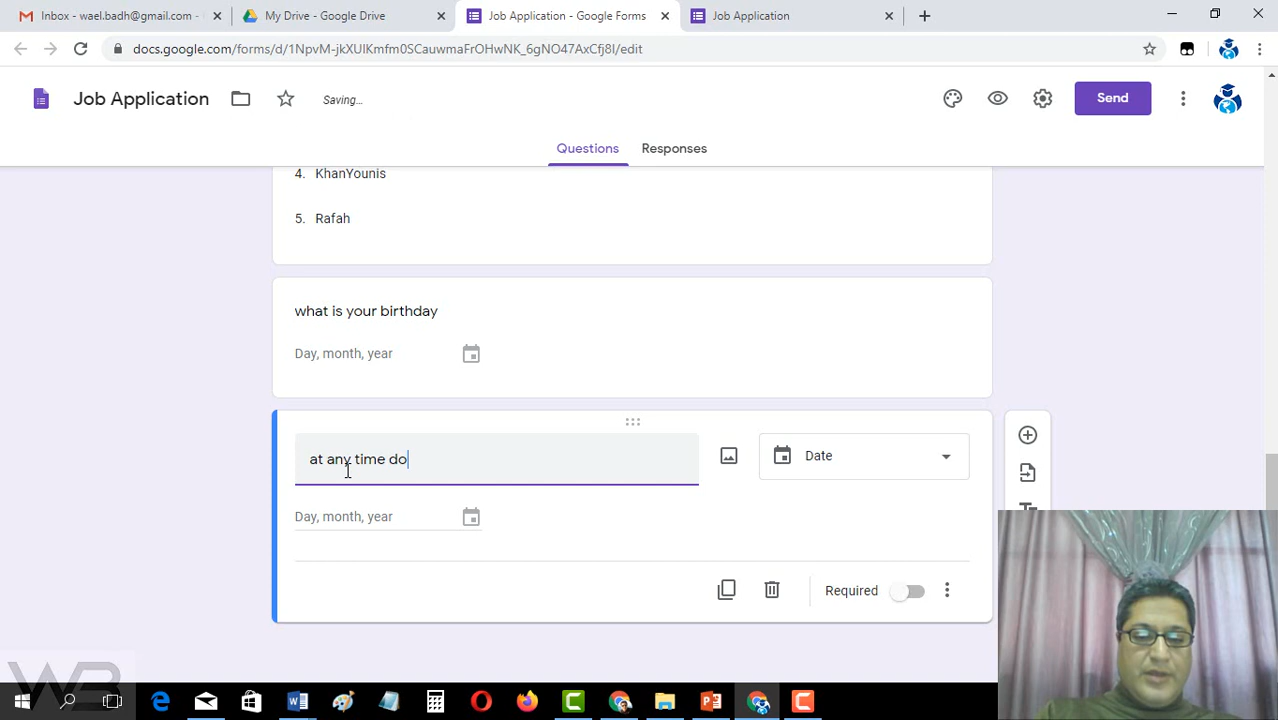 Inbox - wael.badh@gmail.com -
My Drive - Google Drive
Job Application - Google Forms
Job Application
docs.google.com/forms/d/1NpvM-jkXUIKmfm0SCauwmaFrOHwNK_6gNO47AxCfj8I/edit
Job Application
Saving...
Send
Questions
Responses
4. KhanYounis
5. Rafah
what is your birthday
Day, month, year
at any time do
Date
Day, month, year
Required
WB